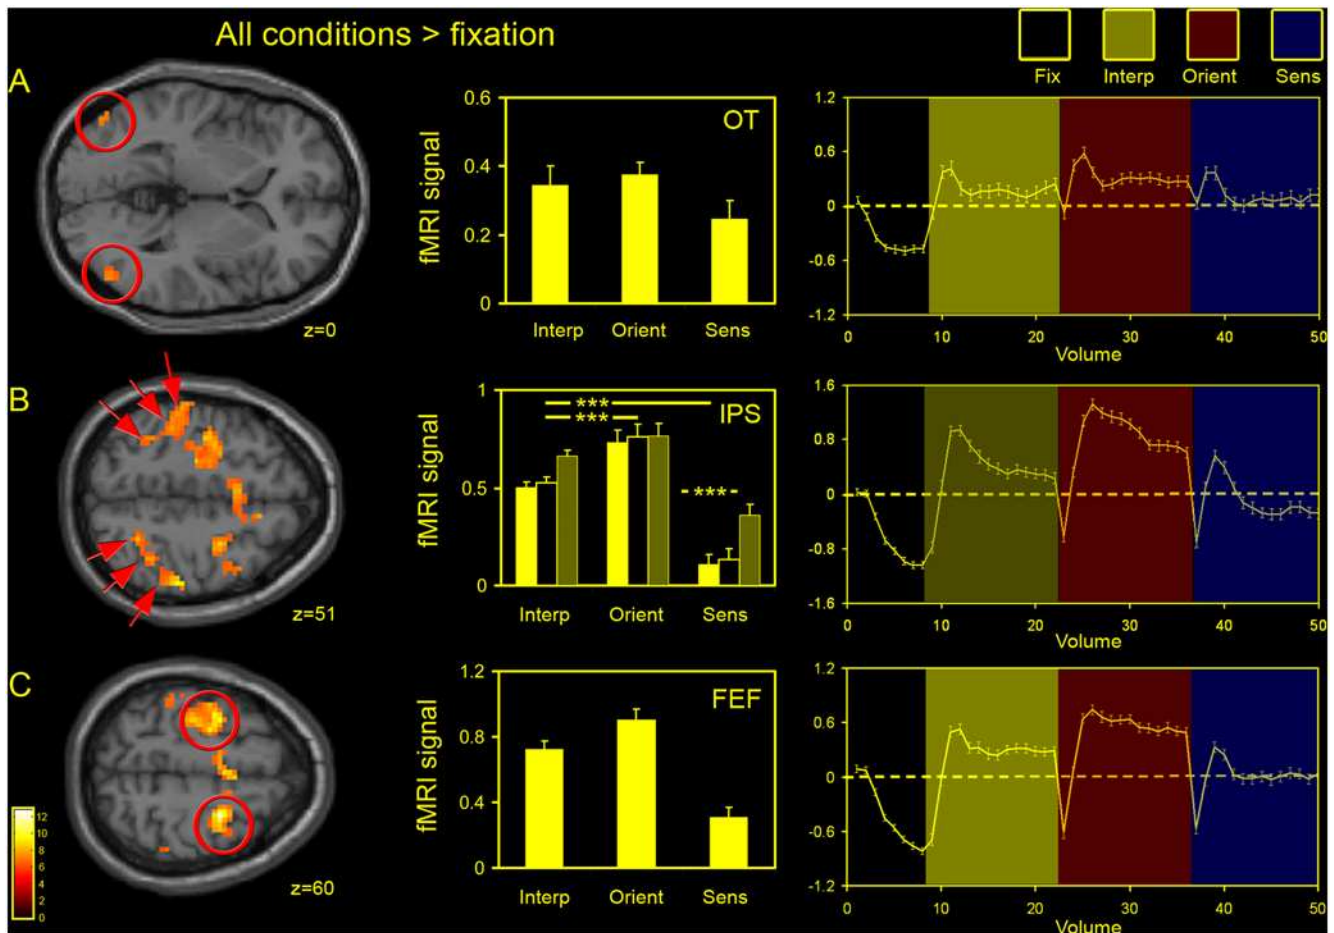 All conditions > fixation
Fix Interp Orient Sens
A
z=0
fMRI signal
0.6
0.4
0.2
0
OT
Interp Orient Sens
1.2
0.6
0
-0.6
-1.2
0 10 20 30 40 50
Volume
B
z=51
fMRI signal
1
0.5
0
***
***
IPS
***
Interp Orient Sens
1.6
0.8
0
-0.8
-1.6
0 10 20 30 40 50
Volume
C
12
10
8
6
4
2
0
z=60
fMRI signal
1.2
0.8
0.4
0
FEF
Interp Orient Sens
1.2
0.6
0
-0.6
-1.2
0 10 20 30 40 50
Volume